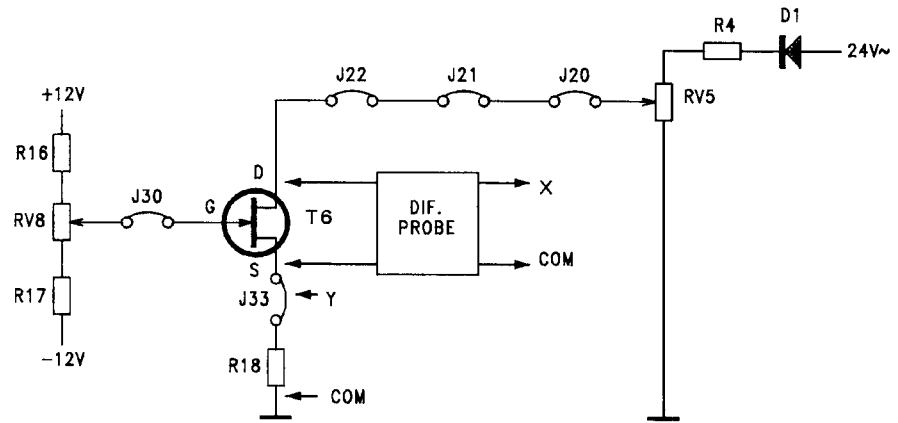 R4
D1
24V~
J22
J21
J20
RV5
+12V
R16
D
J30
G
T6
RV8
DIF.
PROBE
X
COM
S
R17
J33
Y
-12V
R18
COM